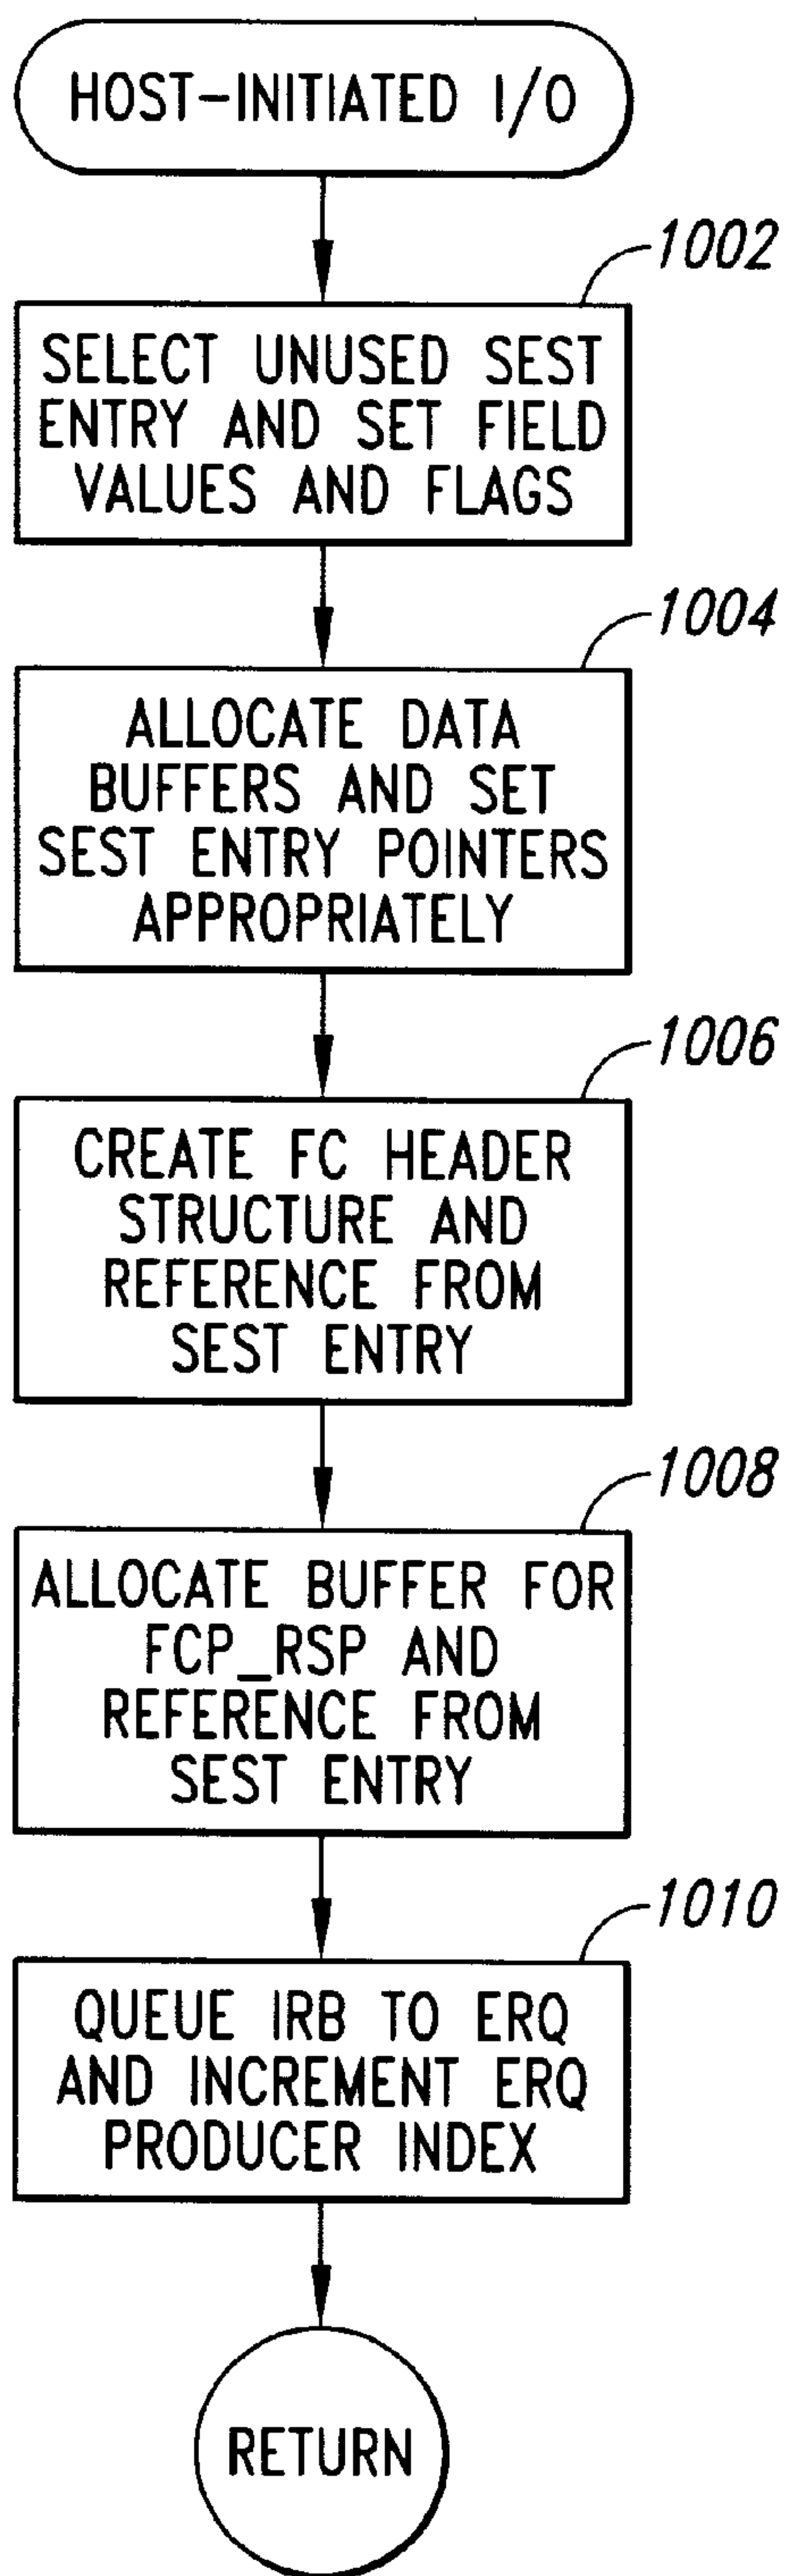 HOST-INITIATED I/O
1002
SELECT UNUSED SEST
ENTRY AND SET FIELD
VALUES AND FLAGS
1004
ALLOCATE DATA
BUFFERS AND SET
SEST ENTRY POINTERS
APPROPRIATELY
1006
CREATE FC HEADER
STRUCTURE AND
REFERENCE FROM
SEST ENTRY
1008
ALLOCATE BUFFER FOR
FCP_RSP AND
REFERENCE FROM
SEST ENTRY
1010
QUEUE IRB TO ERQ
AND INCREMENT ERQ
PRODUCER INDEX
RETURN